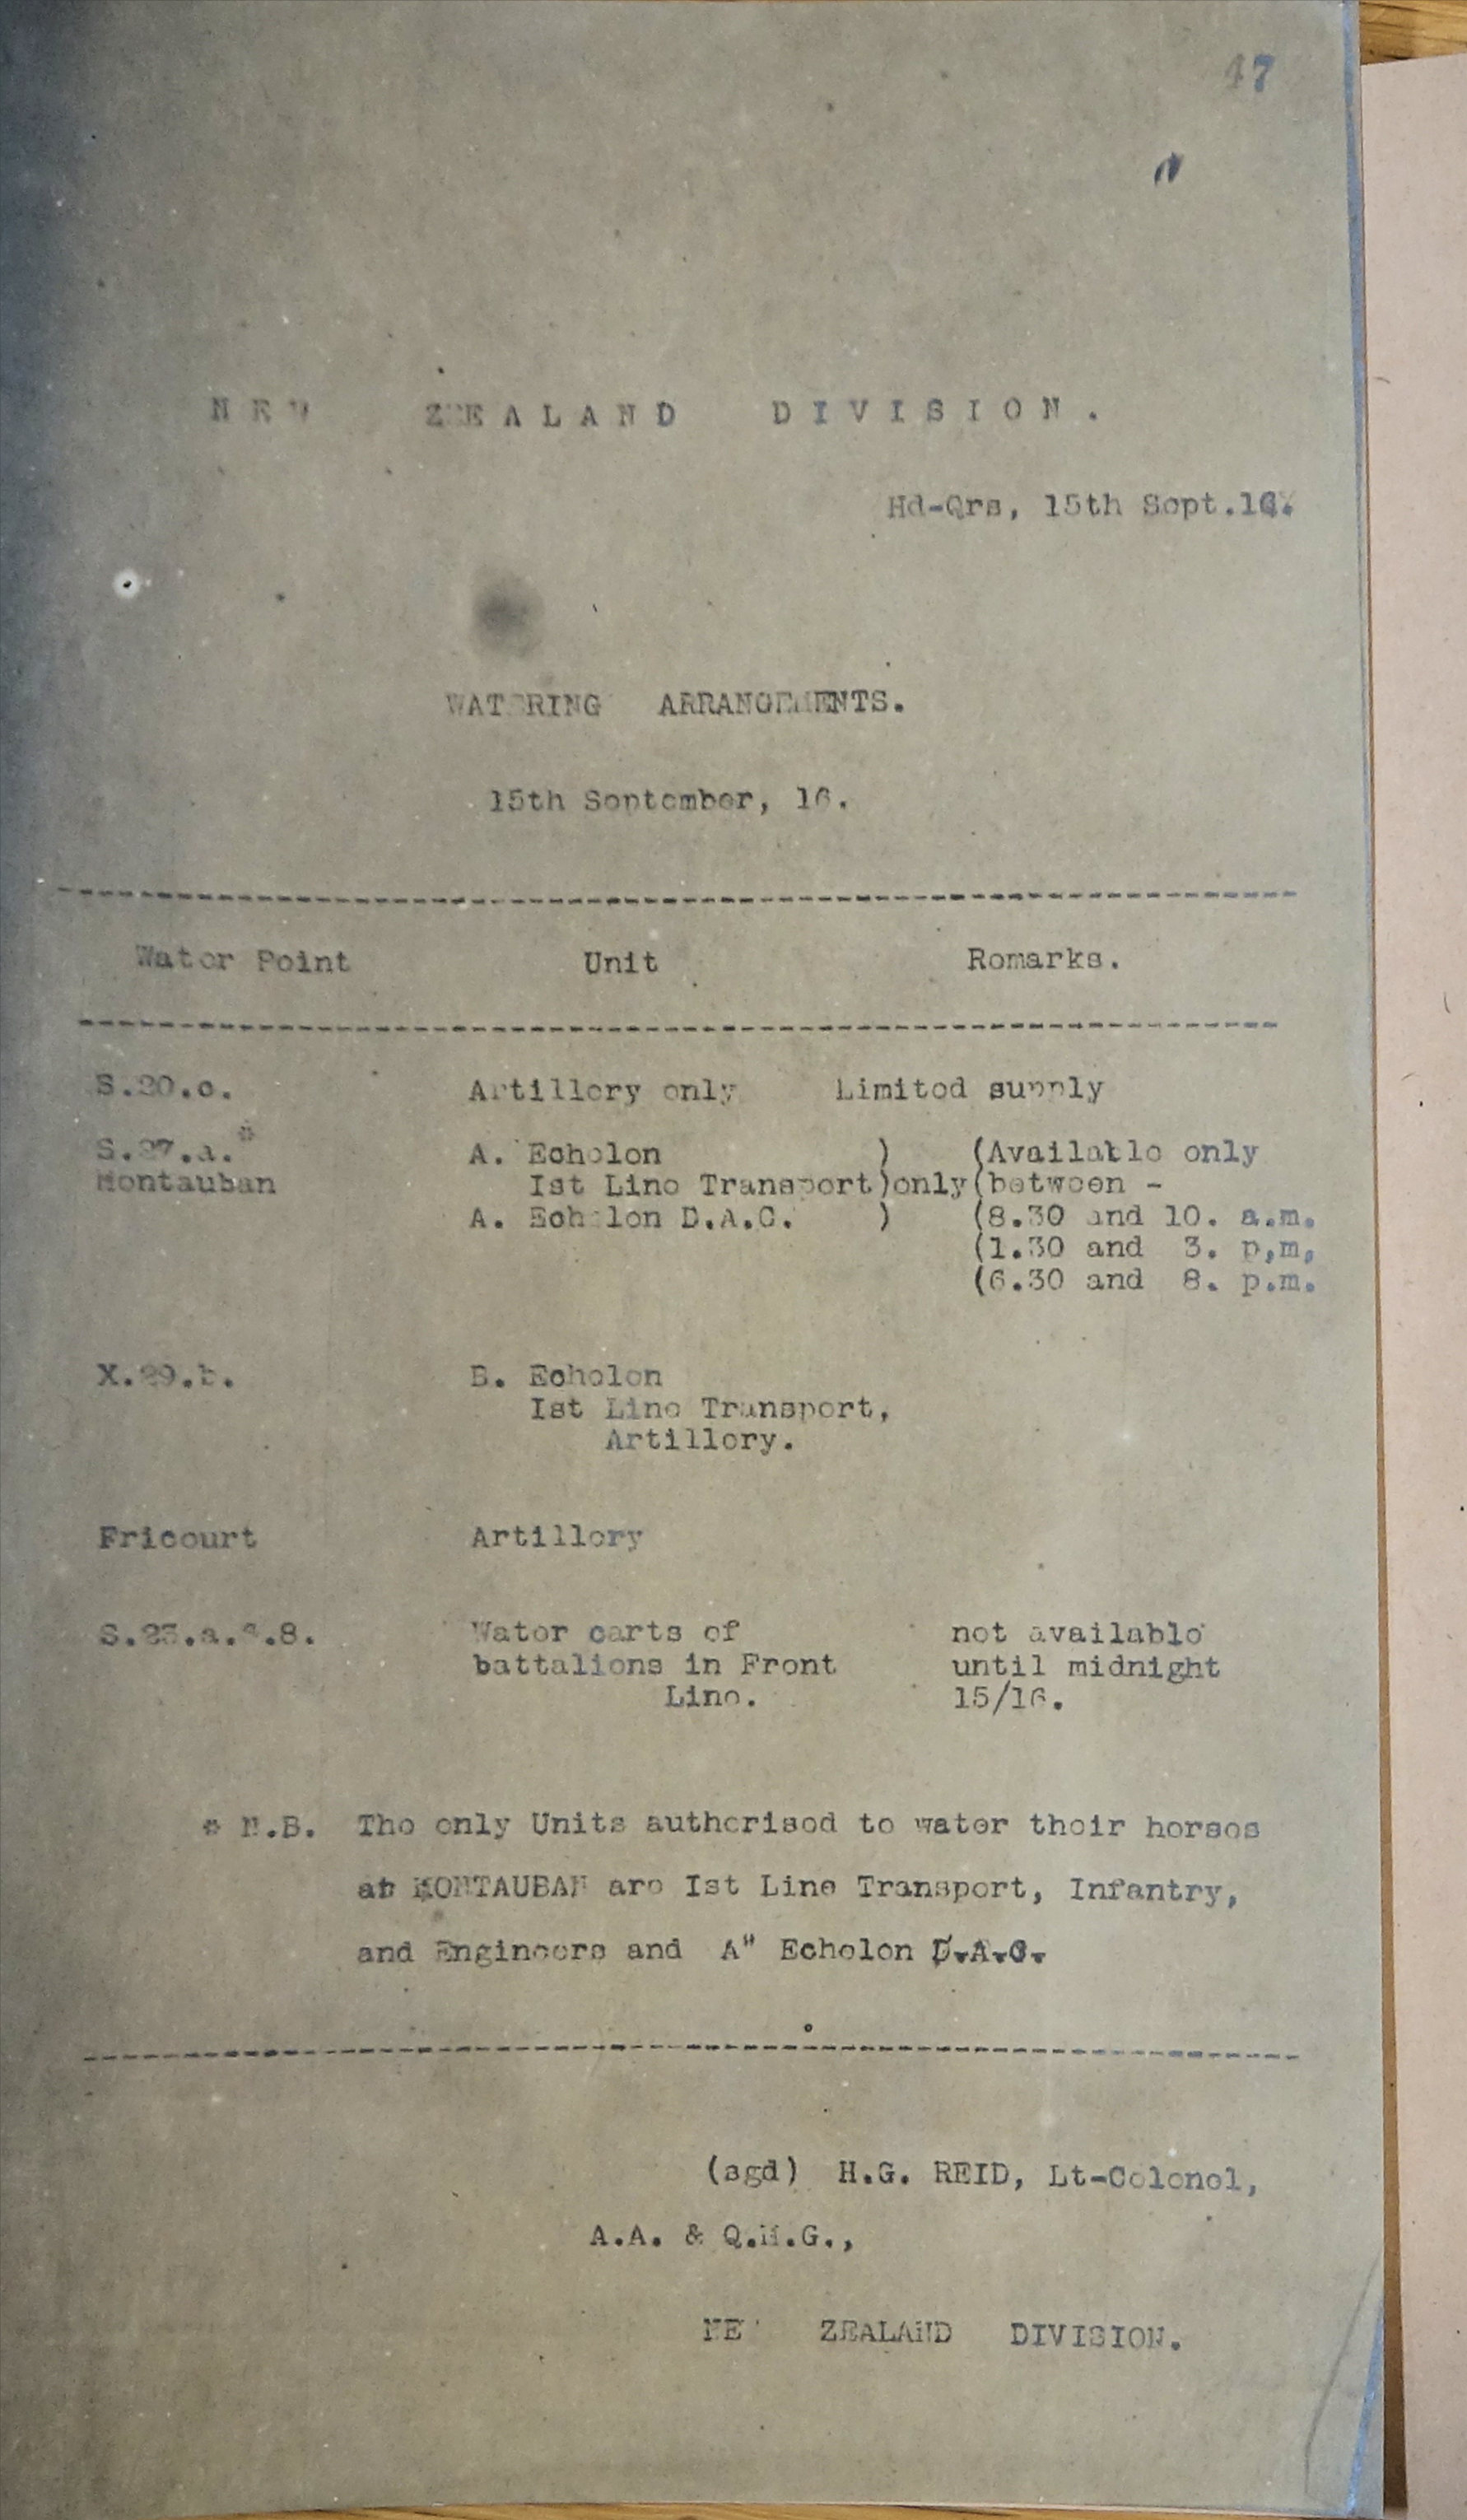 47
NEW ZEALAND DIVISION.
Hd-Qrs, 15th Sept.16.
WATERING ARRANGEMENTS.
15th September, 16.
Water Point Unit Remarks.
S.20.c. Artillery only Limited supply
S.27.a.* A. Echelon ) (Available only
Montauban Ist Line Transport)only(between -
A. Echelon D.A.C. ) (8.30 and 10. a.m.
(1.30 and 3. p,m,
(6.30 and 8. p.m.
X.29.b. B. Echelon
Ist Line Transport,
Artillery.
Fricourt Artillery
Water carts of not available
battalions in Front until midnight
Line. 15/16.
* N.B. The only Units authorised to water their horses
at MONTAUBAN are Ist Line Transport, Infantry,
and Engineers and A" Echelon D.A.C.
(sgd) H.G. REID, Lt-Colonel,
A.A. & Q.M.G.,
NEW ZEALAND DIVISION.